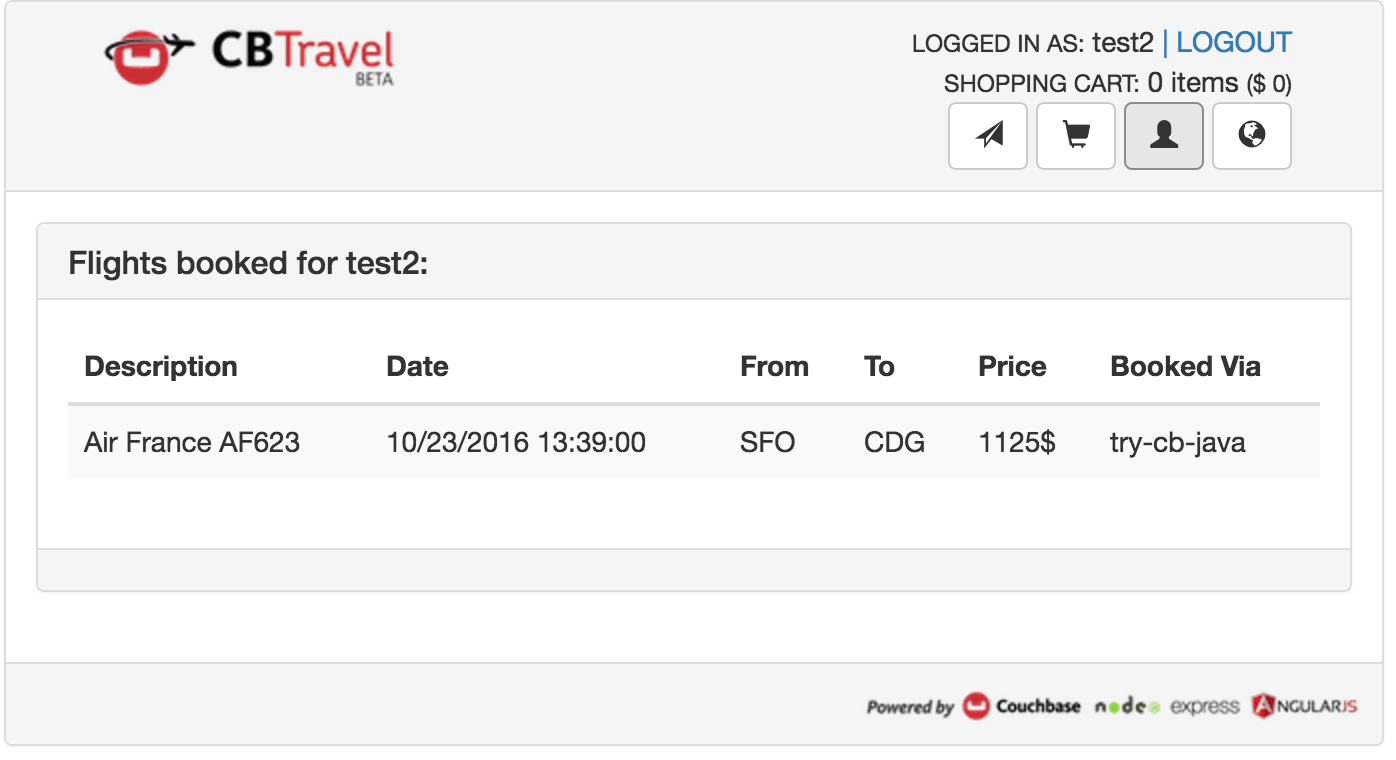 CBTravel
BETA
LOGGED IN AS: test2 | LOGOUT
SHOPPING CART: 0 items ($ 0)
Flights booked for test2:
Description Date From To Price Booked Via
Air France AF623 10/23/2016 13:39:00 SFO CDG 1125$ try-cb-java
Powered by Couchbase node express ANGULARJS